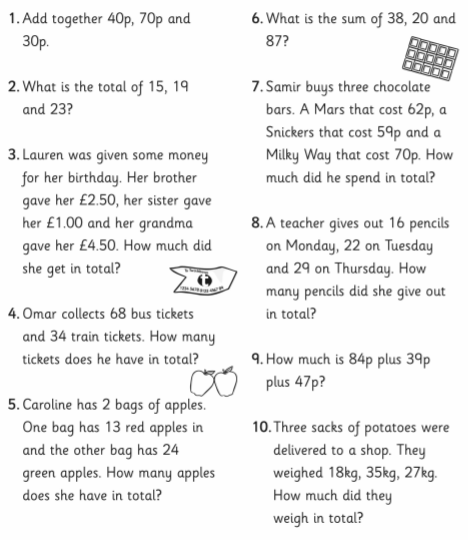 1. Add together 40p, 70p and
30p.
2. What is the total of 15, 19
and 23?
3. Lauren was given some money
for her birthday. Her brother
gave her £2.50, her sister gave
her £1.00 and her grandma
gave her £4.50. How much did
she get in total?
4. Omar collects 68 bus tickets
and 34 train tickets. How many
tickets does he have in total?
5. Caroline has 2 bags of apples.
One bag has 13 red apples in
and the other bag has 24
green apples. How many apples
does she have in total?
6. What is the sum of 38, 20 and
87?
7. Samir buys three chocolate
bars. A Mars that cost 62p, a
Snickers that cost 59p and a
Milky Way that cost 70p. How
much did he spend in total?
8. A teacher gives out 16 pencils
on Monday, 22 on Tuesday
and 29 on Thursday. How
many pencils did she give out
in total?
9. How much is 84p plus 39p
plus 47p?
10. Three sacks of potatoes were
delivered to a shop. They
weighed 18kg, 35kg, 27kg.
How much did they
weigh in total?